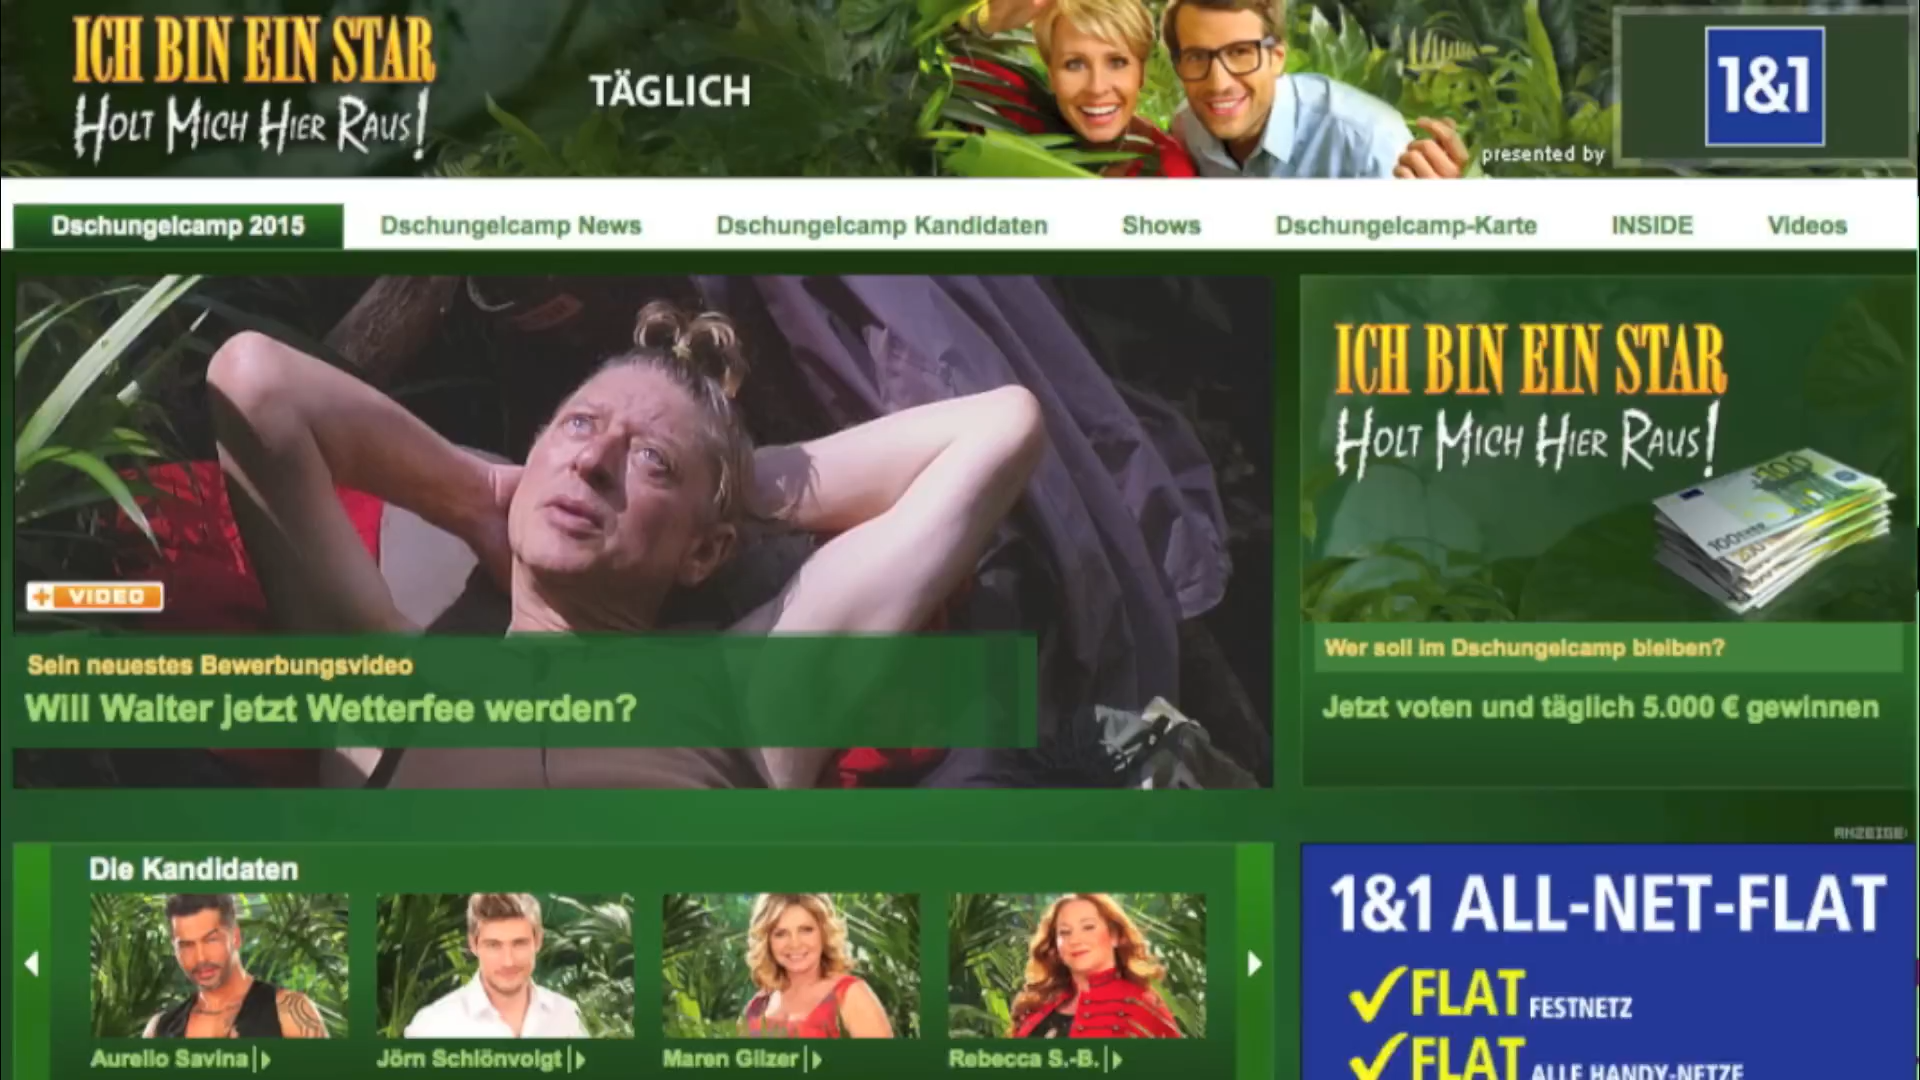 ICH BIN EIN STAR
HOLT MICH HIER RAUS!
TÄGLICH
presented by
1&1
Dschungelcamp 2015
Dschungelcamp News
Dschungelcamp Kandidaten
Shows
Dschungelcamp-Karte
INSIDE
Videos
+ VIDEO
Sein neuestes Bewerbungsvideo
Will Walter jetzt Wetterfee werden?
ICH BIN EIN STAR
HOLT MICH HIER RAUS!
100
100
200
Wer soll im Dschungelcamp bleiben?
Jetzt voten und täglich 5.000 € gewinnen
Die Kandidaten
Aurelio Savina
Jörn Schlönvoigt
Maren Gilzer
Rebecca S.-B.
ANZEIGE
1&1 ALL-NET-FLAT
FLAT FESTNETZ
FLAT ALLE HANDY-NETZE